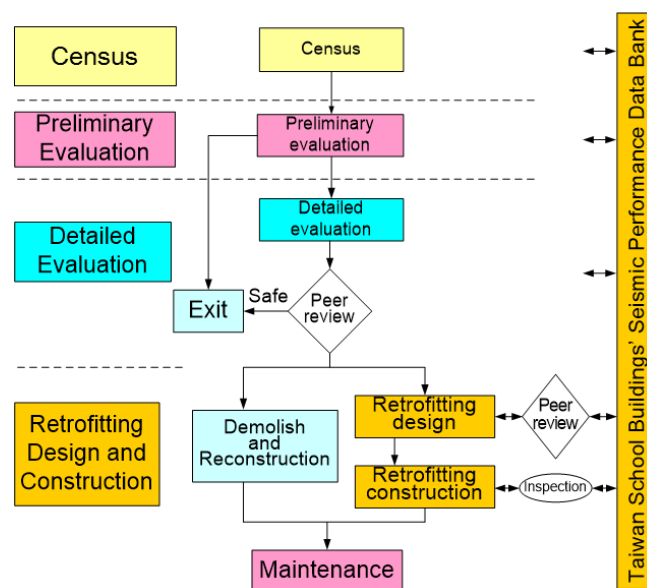 Census
Census
Preliminary
Evaluation
Preliminary
evaluation
Detailed
Evaluation
Detailed
evaluation
Exit
Safe
Peer
review
Retrofitting
Design and
Construction
Demolish
and
Reconstruction
Retrofitting
design
Peer
review
Retrofitting
construction
Inspection
Maintenance
Taiwan School Buildings' Seismic Performance Data Bank